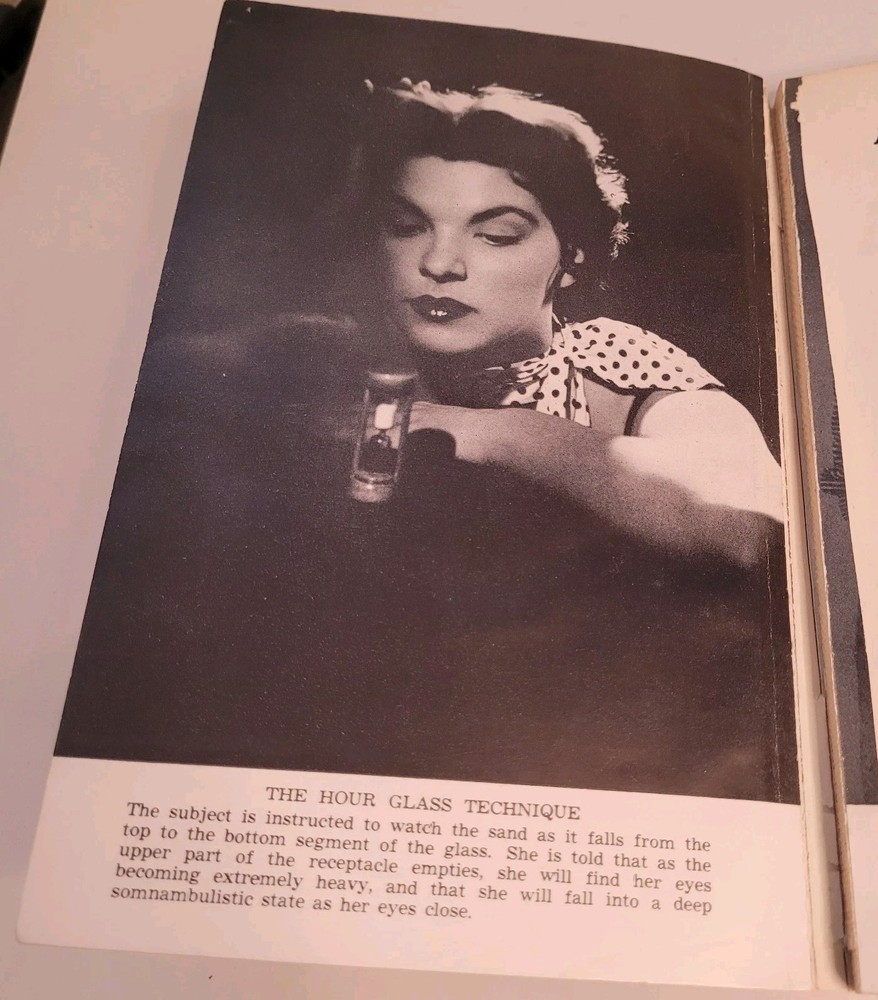 THE HOUR GLASS TECHNIQUE
The subject is instructed to watch the sand as it falls from the
top to the bottom segment of the glass. She is told that as the
upper part of the receptacle empties, she will find her eyes
becoming extremely heavy, and that she will fall into a deep
somnambulistic state as her eyes close.